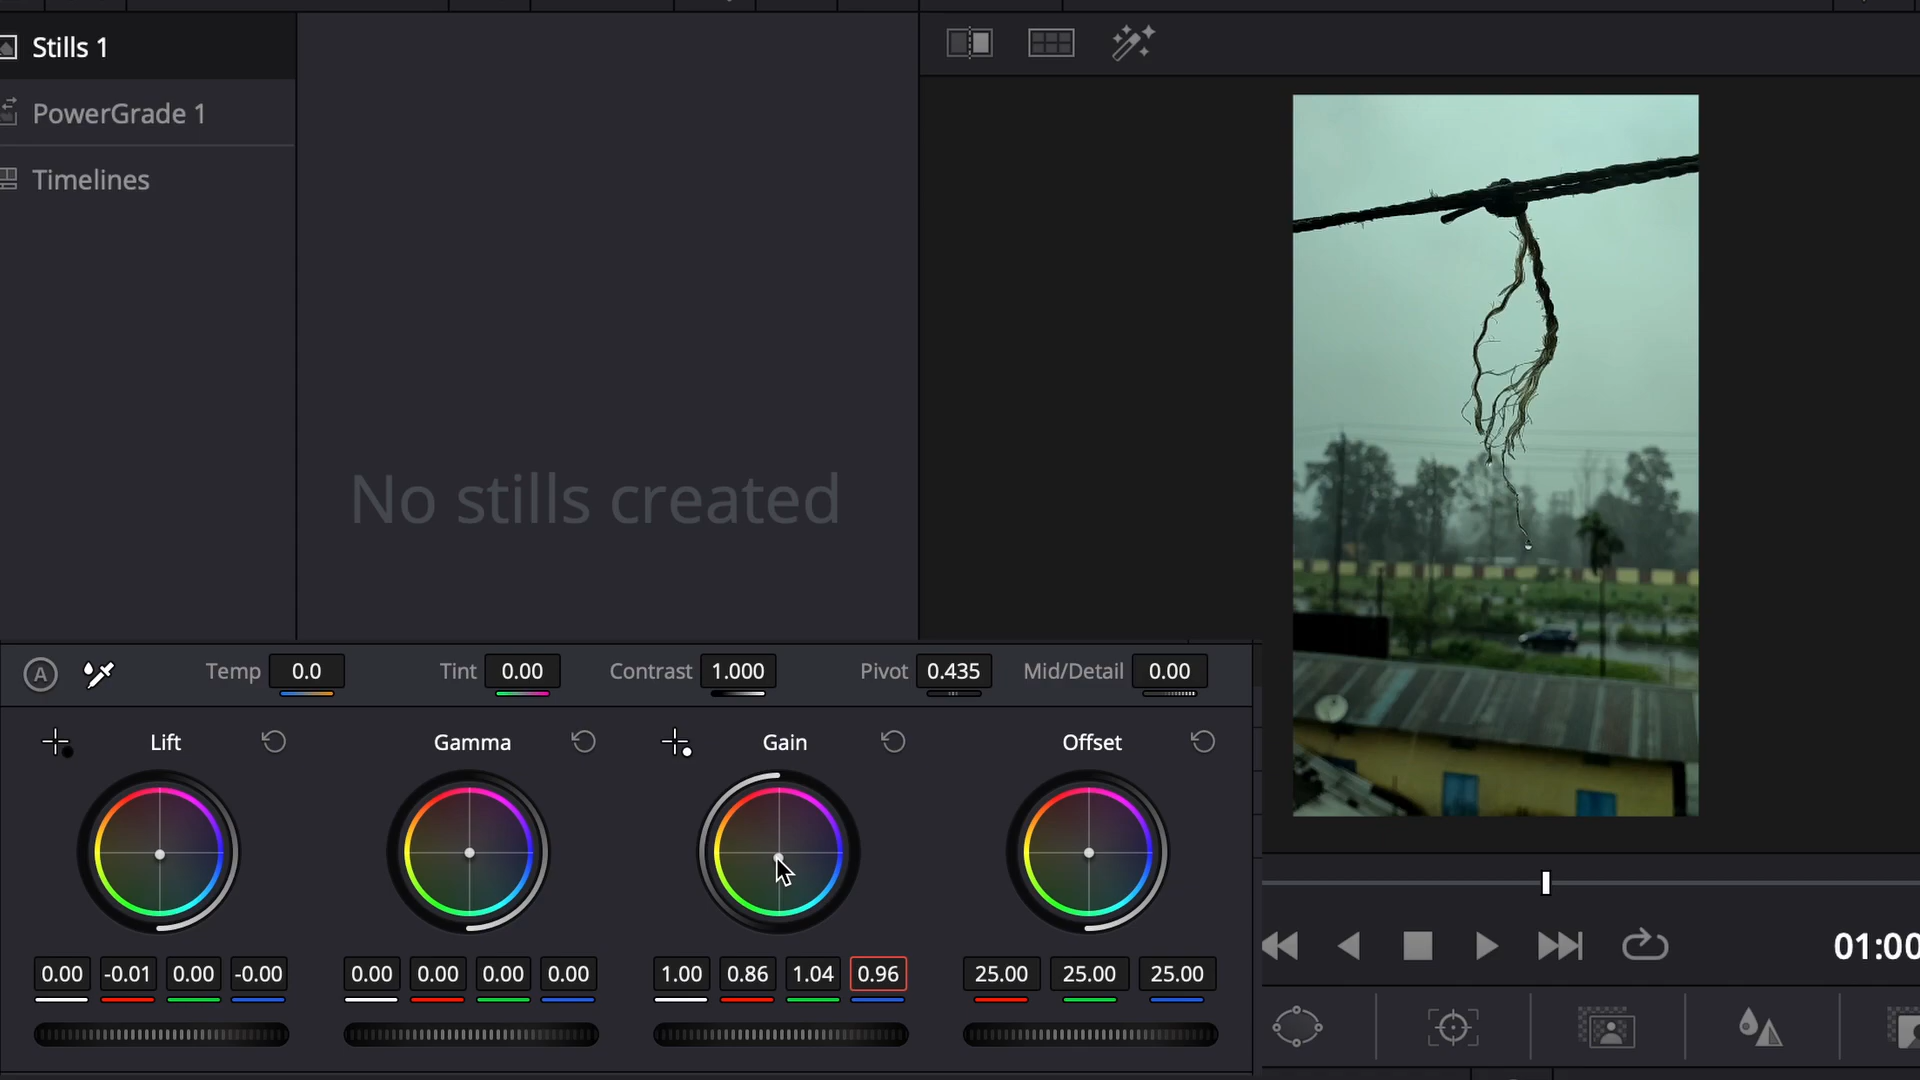 Stills 1
PowerGrade 1
Timelines
No stills created
A
Temp 0.0 Tint 0.00 Contrast 1.000 Pivot 0.435 Mid/Detail 0.00
Lift Gamma Gain Offset
0.00 -0.01 0.00 -0.00 0.00 0.00 0.00 0.00 1.00 0.86 1.04 0.96 25.00 25.00 25.00
01:00